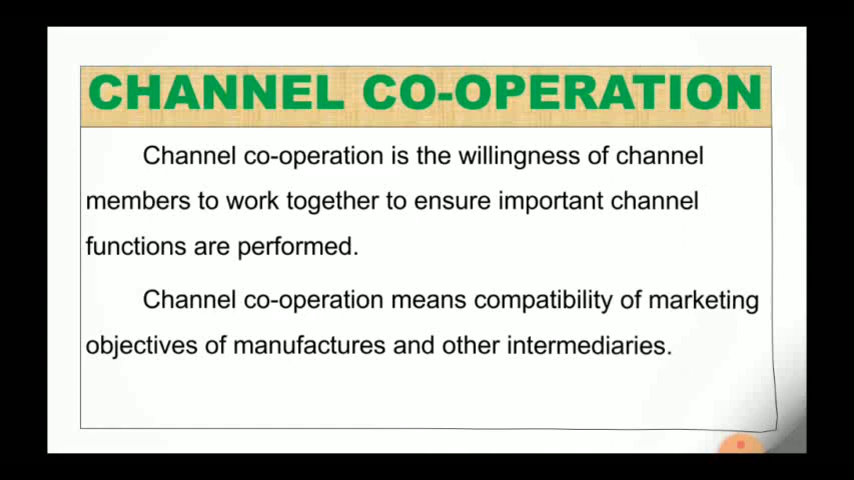 CHANNEL CO-OPERATION
Channel co-operation is the willingness of channel
members to work together to ensure important channel
functions are performed.
Channel co-operation means compatibility of marketing
objectives of manufactures and other intermediaries.